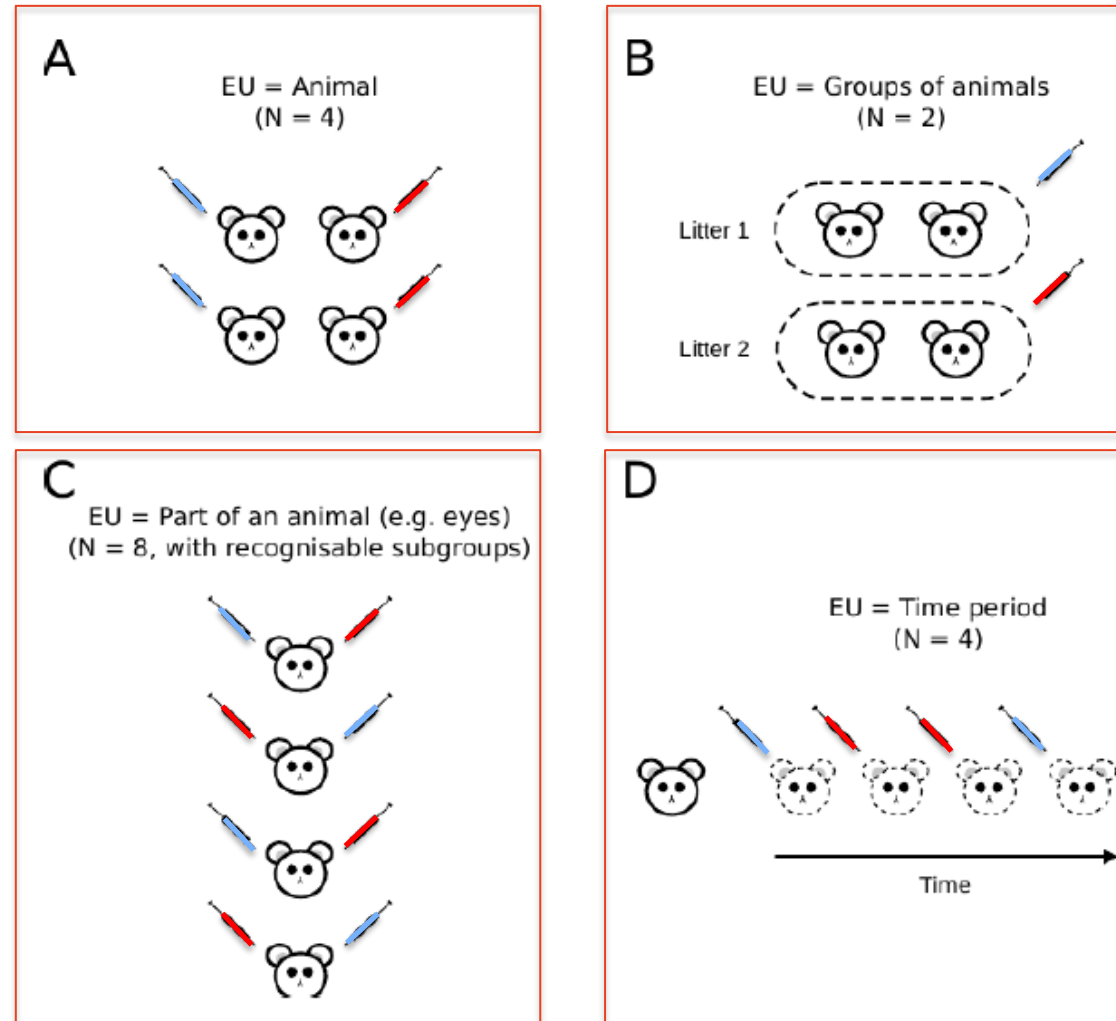 A
EU = Animal
(N = 4)
B
EU = Groups of animals
(N = 2)
Litter 1
Litter 2
C
EU = Part of an animal (e.g. eyes)
(N = 8, with recognisable subgroups)
D
EU = Time period
(N = 4)
Time